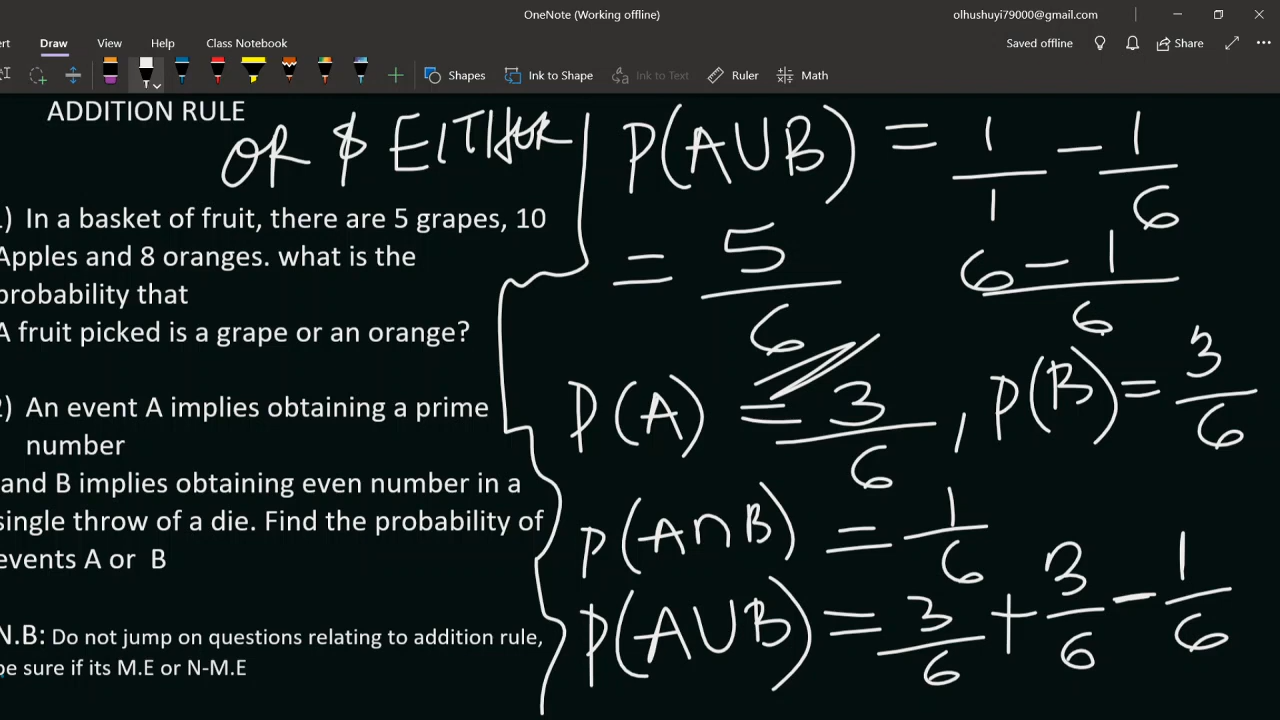 OneNote (Working offline) olhushuyi79000@gmail.com
ert Draw View Help Class Notebook Saved offline Share
Shapes Ink to Shape Ink to Text Ruler Math
ADDITION RULE
OR $ EITHER
1) In a basket of fruit, there are 5 grapes, 10
Apples and 8 oranges. what is the
probability that
A fruit picked is a grape or an orange?
2) An event A implies obtaining a prime
number
and B implies obtaining even number in a
single throw of a die. Find the probability of
events A or B
N.B: Do not jump on questions relating to addition rule,
be sure if its M.E or N-M.E
P(A∪B) = 1/1 - 1/6
= 5/6 6-1/6
P(A) = 3/6, P(B) = 3/6
P(A∩B) = 1/6
P(A∪B) = 3/6 + 3/6 - 1/6